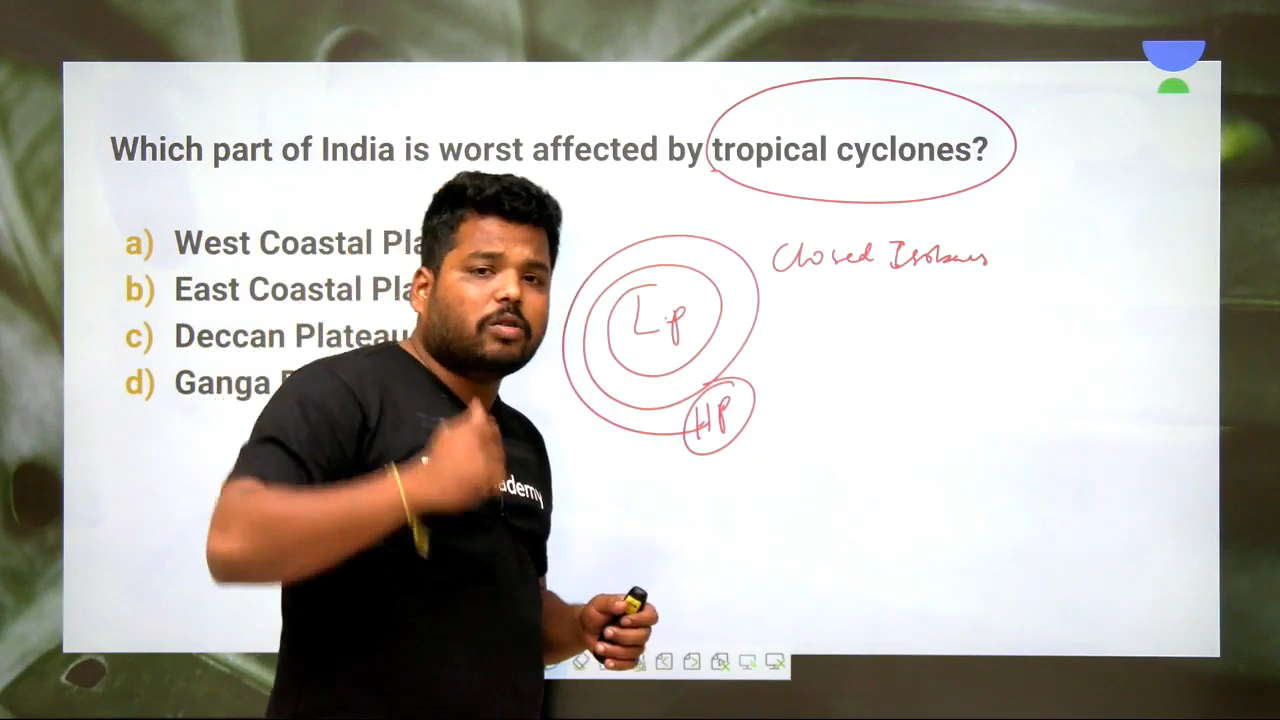 Which part of India is worst affected by tropical cyclones?
a) West Coastal Pla
b) East Coastal Pla
c) Deccan Plateau
d) Ganga
Closed Isobars
LP
HP
ademy